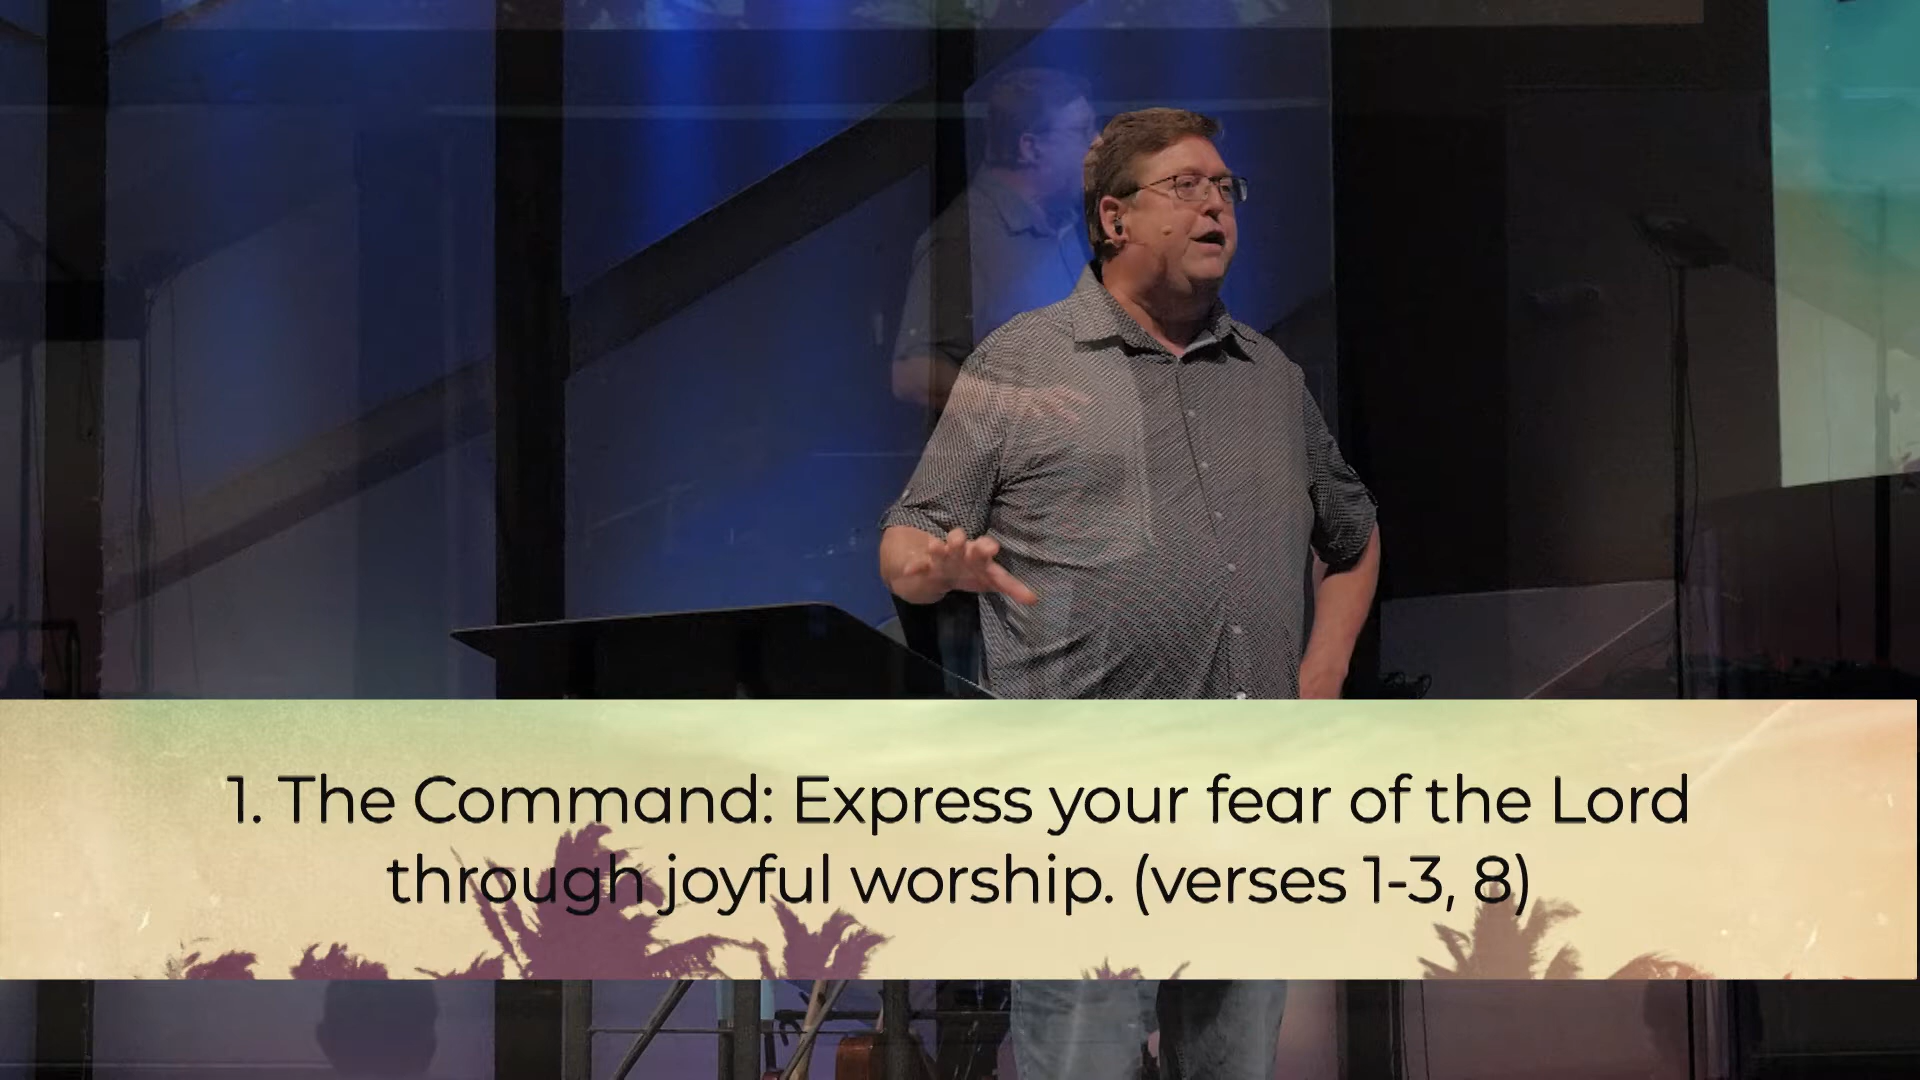 1. The Command: Express your fear of the Lord
through joyful worship. (verses 1-3, 8)